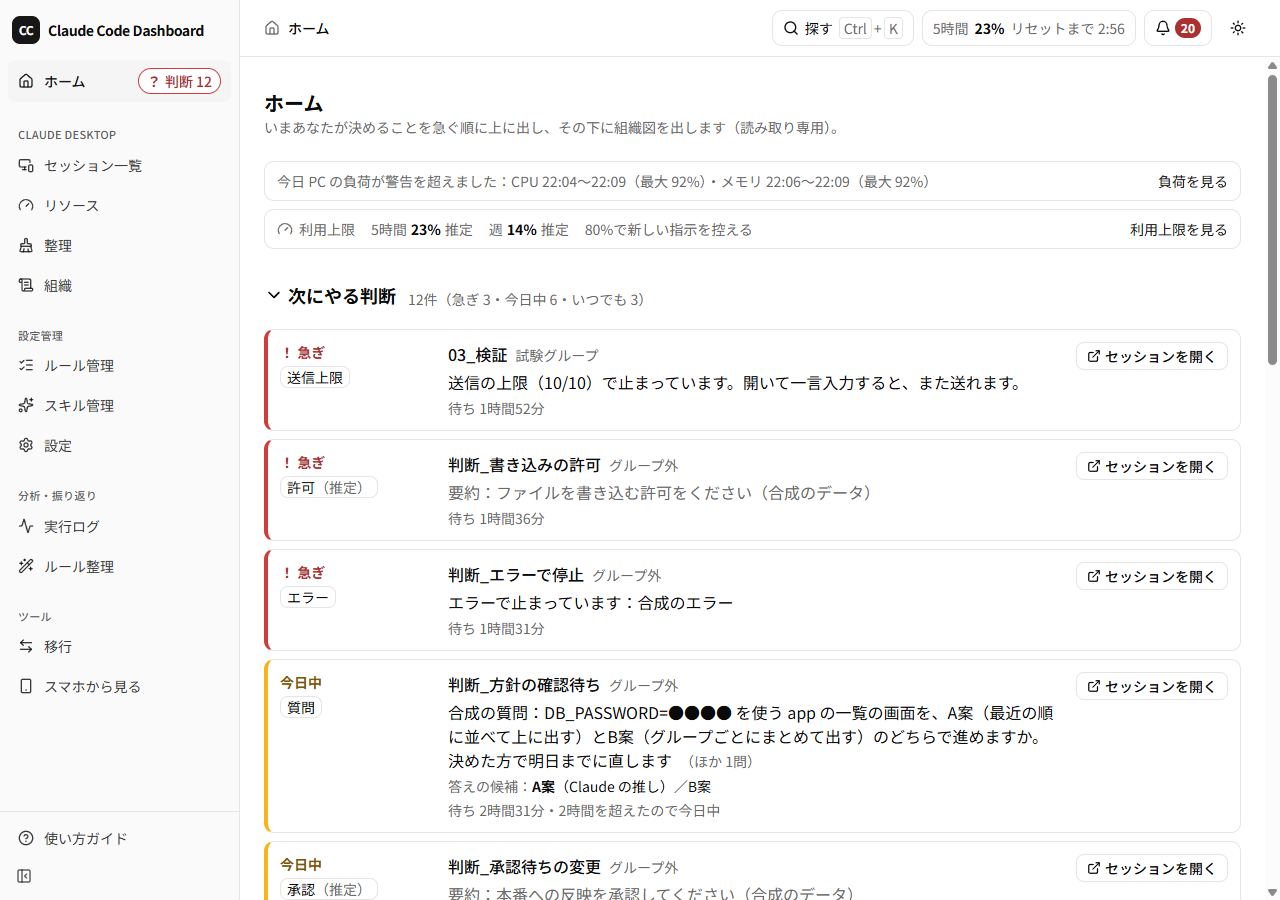 CC Claude Code Dashboard
ホーム
? 判断 12
CLAUDE DESKTOP
セッション一覧
リソース
整理
組織
設定管理
ルール管理
スキル管理
設定
分析・振り返り
実行ログ
ルール整理
ツール
移行
スマホから見る
使い方ガイド
ホーム
探す Ctrl + K
5時間 23% リセットまで 2:56
20
ホーム
いまあなたが決めることを急ぐ順に上に出し、その下に組織図を出します（読み取り専用）。
今日 PC の負荷が警告を超えました：CPU 22:04〜22:09（最大 92%）・メモリ 22:06〜22:09（最大 92%）
負荷を見る
利用上限 5時間 23% 推定 週 14% 推定 80%で新しい指示を控える
利用上限を見る
次にやる判断 12件（急ぎ 3・今日中 6・いつでも 3）
! 急ぎ
送信上限
03_検証 試験グループ
送信の上限（10/10）で止まっています。開いて一言入力すると、また送れます。
待ち 1時間52分
セッションを開く
! 急ぎ
許可（推定）
判断_書き込みの許可 グループ外
要約：ファイルを書き込む許可をください（合成のデータ）
待ち 1時間36分
セッションを開く
! 急ぎ
エラー
判断_エラーで停止 グループ外
エラーで止まっています：合成のエラー
待ち 1時間31分
セッションを開く
今日中
質問
判断_方針の確認待ち グループ外
合成の質問：DB_PASSWORD=●●●● を使う app の一覧の画面を、A案（最近の順
に並べて上に出す）とB案（グループごとにまとめて出す）のどちらで進めますか。
決めた方で明日までに直します （ほか 1問）
答えの候補：A案（Claude の推し）／B案
待ち 2時間31分・2時間を超えたので今日中
セッションを開く
今日中
承認（推定）
判断_承認待ちの変更 グループ外
要約：本番への反映を承認してください（合成のデータ）
セッションを開く